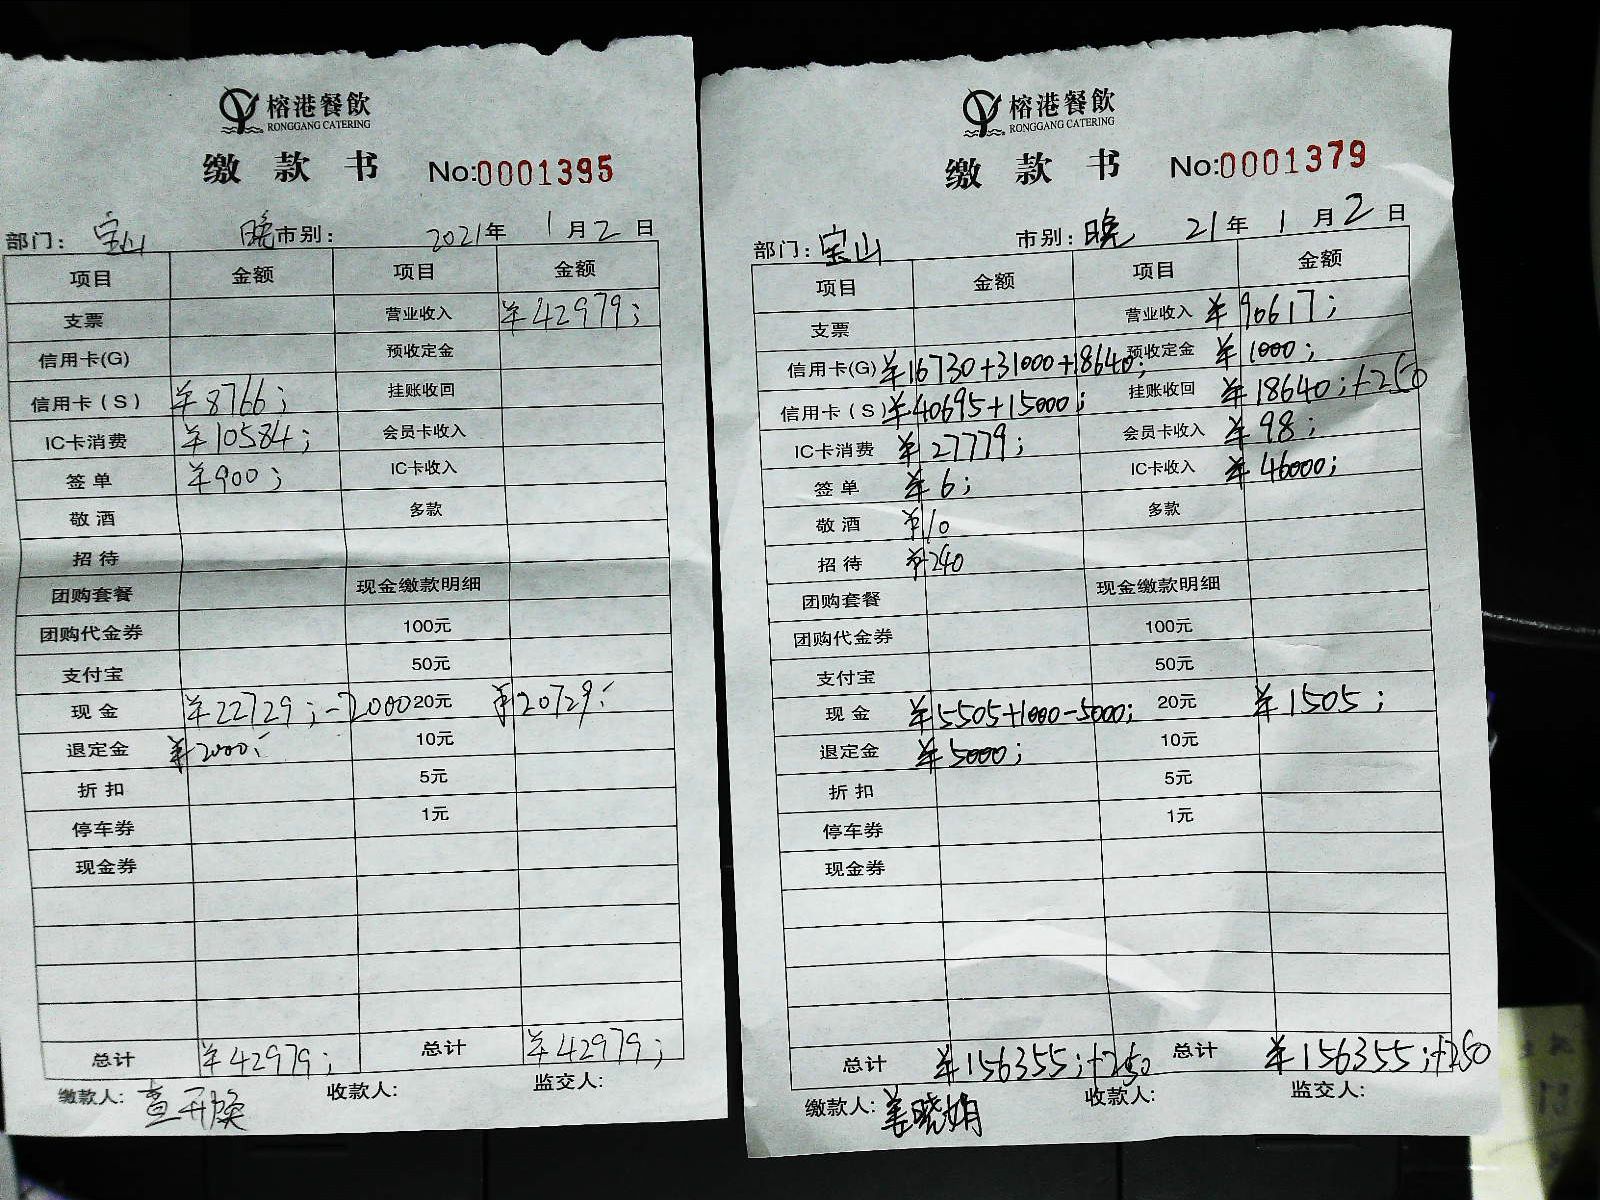 榕港餐飲
RONGGANG CATERING
缴款书 No:0001395
部门: 宝山 晚市别: 2021年 1月2日
项目 金额 项目 金额
支票 营业收入 ¥42979;
信用卡(G) 预收定金
信用卡(S) ¥8766; 挂账收回
IC卡消费 ¥10584; 会员卡收入
签单 ¥900; IC卡收入
敬酒 多款
招待
团购套餐 现金缴款明细
团购代金券 100元
支付宝 50元
现金 ¥22729;-2000 20元 ¥20729;
退定金 ¥2000; 10元
折扣 5元
停车券 1元
现金券
总计 ¥42979; 总计 ¥42979;
缴款人: 收款人: 监交人:
榕港餐飲
RONGGANG CATERING
缴款书 No:0001379
部门: 宝山 市别: 晚 21年 1月2日
项目 金额 项目 金额
支票 营业收入 ¥90617;
信用卡(G) ¥16730+31000+18640; 预收定金 ¥1000;
信用卡(S) ¥40695+15000; 挂账收回 ¥18640;+250
IC卡消费 ¥27779; 会员卡收入 ¥98;
签单 ¥6; IC卡收入 ¥46000;
敬酒 ¥10 多款
招待 ¥240
团购套餐 现金缴款明细
团购代金券 100元
支付宝 50元
现金 ¥5505+1000-5000; 20元 ¥1505;
退定金 ¥5000; 10元
折扣 5元
停车券 1元
现金券
总计 ¥156355;+250 总计 ¥156355;+250
缴款人: 姜晓娟 收款人: 监交人: